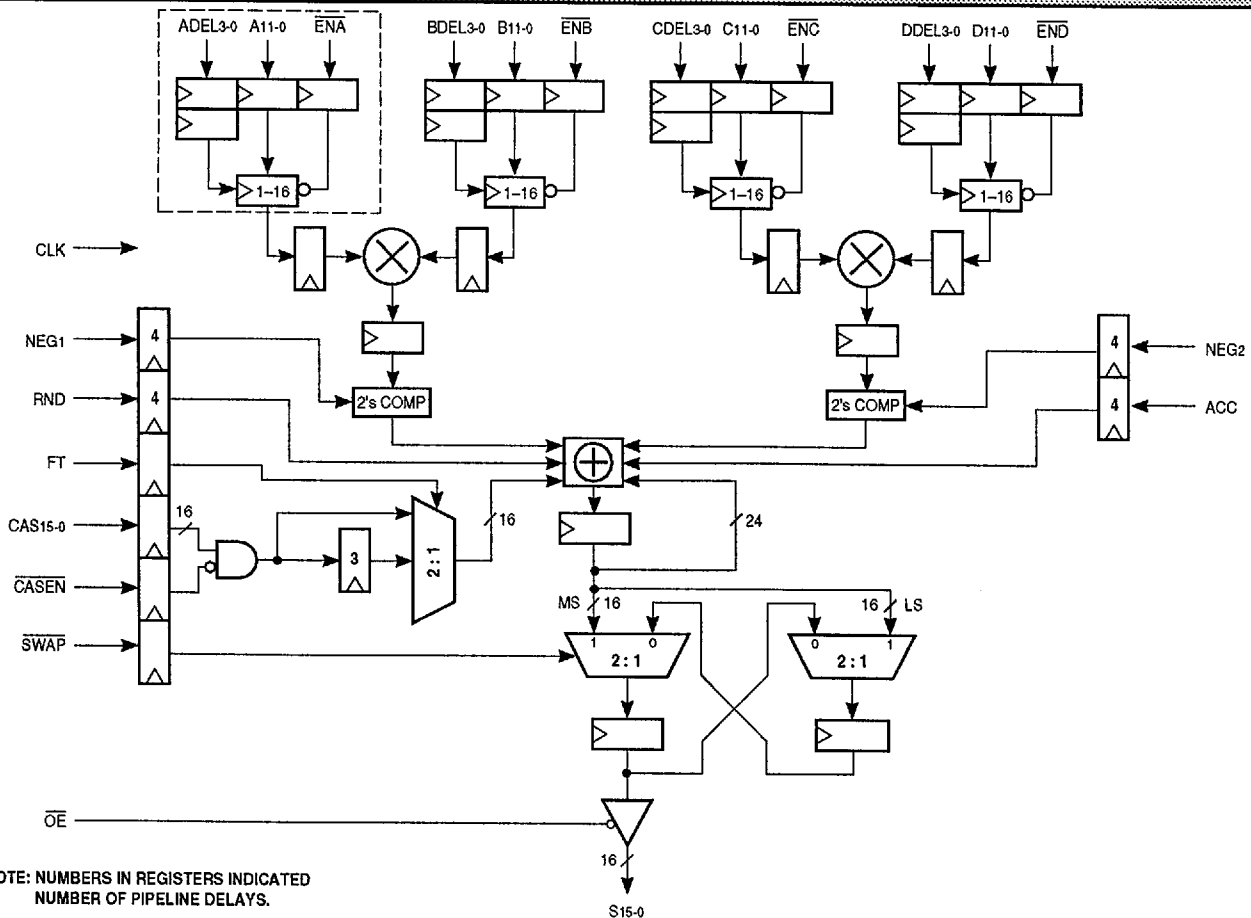 ADEL3-0 A11-0 ENA BDEL3-0 B11-0 ENB CDEL3-0 C11-0 ENC DDEL3-0 D11-0 END
1–16 1–16 1–16 1–16
CLK
NEG1 4 4 NEG2
RND 4 2's COMP 2's COMP 4 ACC
FT
CAS15-0 16 16 24
3 2:1
CASEN
MS 16 16 LS
SWAP
1 0 0 1
2:1 2:1
OE
16
S15-0
OTE: NUMBERS IN REGISTERS INDICATED
NUMBER OF PIPELINE DELAYS.